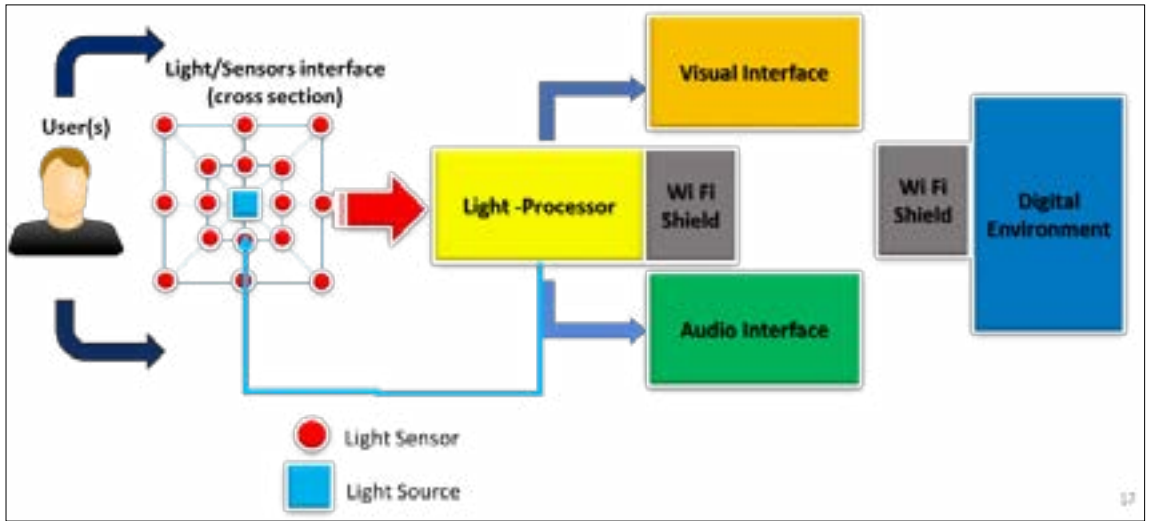 Light/Sensors interface
(cross section)
User(s)
Visual Interface
Light -Processor
Wi Fi
Shield
Wi Fi
Shield
Digital
Environment
Audio Interface
Light Sensor
Light Source